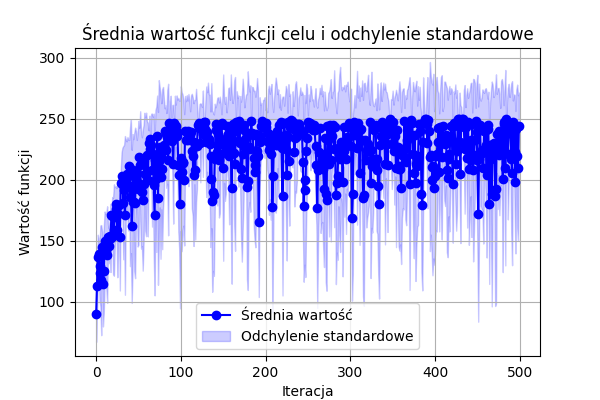 Średnia wartość funkcji celu i odchylenie standardowe
300
250
200
150
100
Wartość funkcji
Średnia wartość
Odchylenie standardowe
0 100 200 300 400 500
Iteracja